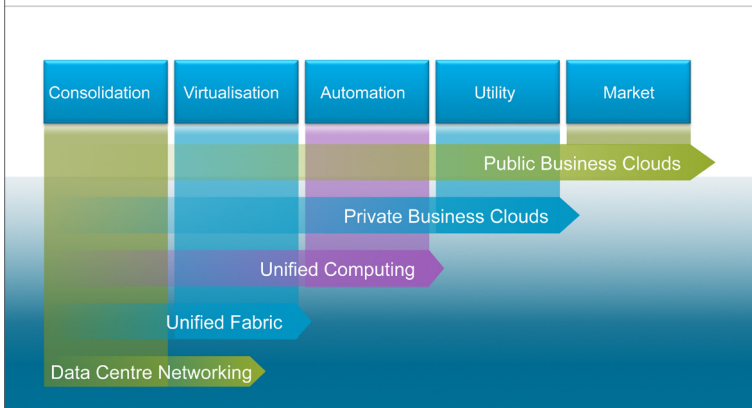 Consolidation
Virtualisation
Automation
Utility
Market
Public Business Clouds
Private Business Clouds
Unified Computing
Unified Fabric
Data Centre Networking